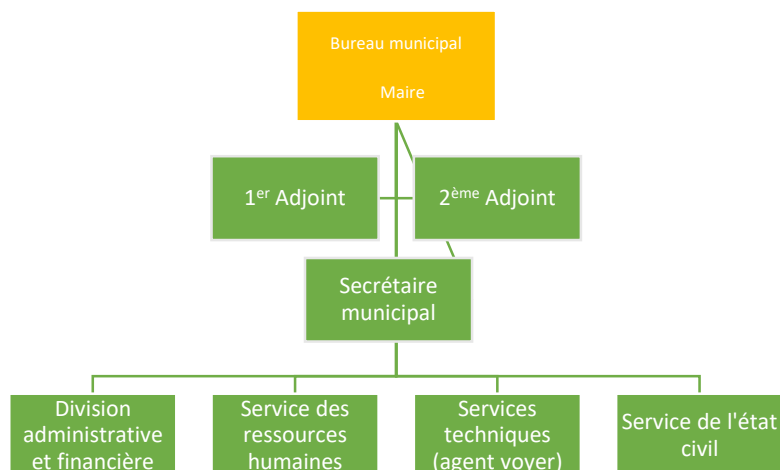 Bureau municipal
Maire
1er Adjoint
2ème Adjoint
Secrétaire
municipal
Division
administrative
et financière
Service des
ressources
humaines
Services
techniques
(agent voyer)
Service de l'état
civil